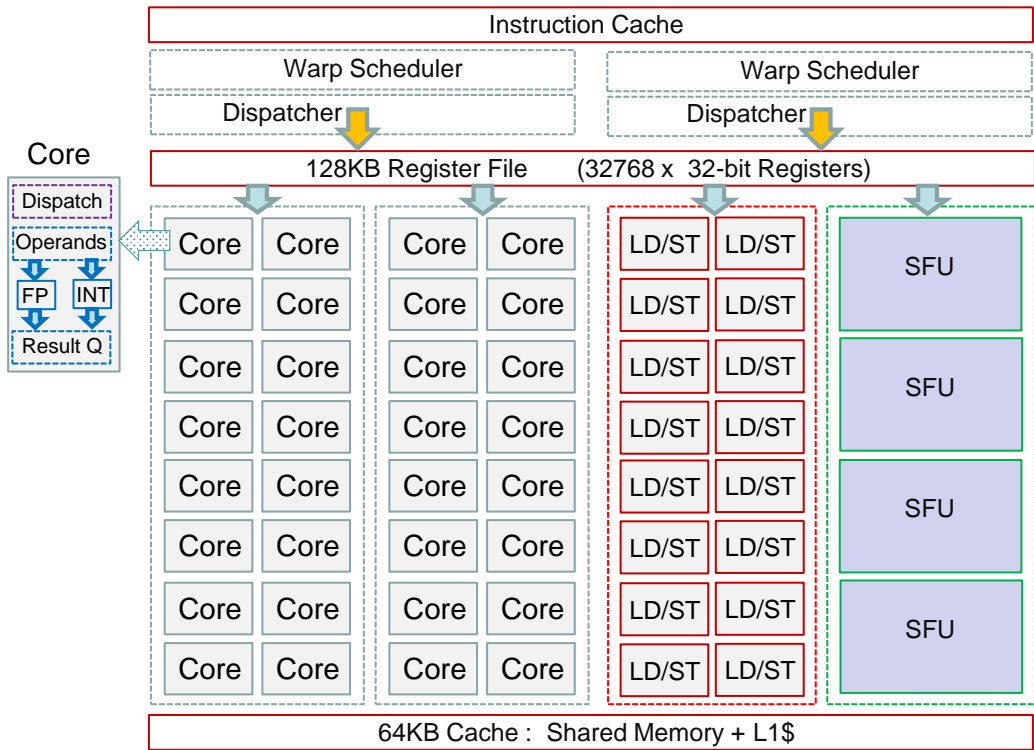 Instruction Cache
Warp Scheduler
Warp Scheduler
Dispatcher
Dispatcher
128KB Register File (32768 x 32-bit Registers)
Core
Dispatch
Operands
FP INT
Result Q
Core Core Core Core LD/ST LD/ST SFU
Core Core Core Core LD/ST LD/ST
Core Core Core Core LD/ST LD/ST SFU
Core Core Core Core LD/ST LD/ST
Core Core Core Core LD/ST LD/ST SFU
Core Core Core Core LD/ST LD/ST
Core Core Core Core LD/ST LD/ST SFU
Core Core Core Core LD/ST LD/ST
64KB Cache : Shared Memory + L1$